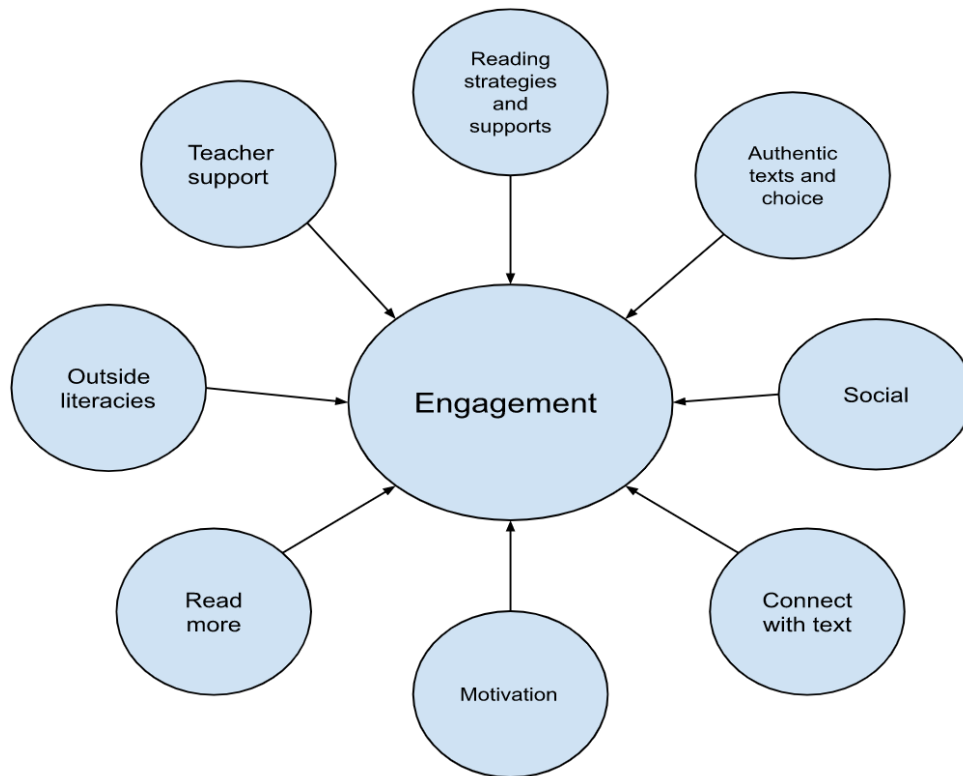 Reading
strategies
and
supports
Teacher
support
Authentic
texts and
choice
Outside
literacies
Engagement
Social
Read
more
Motivation
Connect
with text